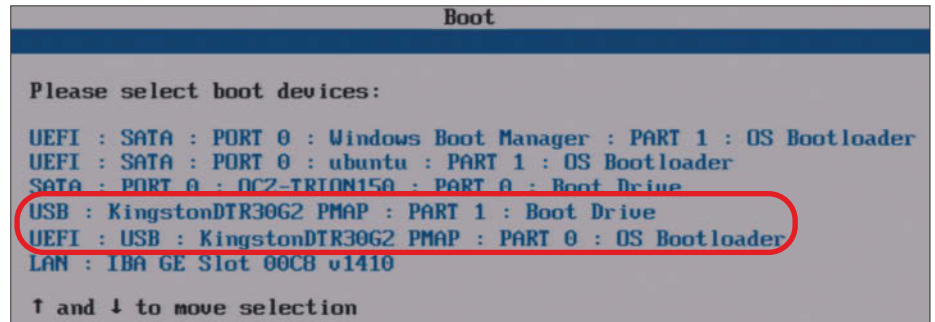 Boot
Please select boot devices:
UEFI : SATA : PORT 0 : Windows Boot Manager : PART 1 : OS Bootloader
UEFI : SATA : PORT 0 : ubuntu : PART 1 : OS Bootloader
SATA : PORT 0 : OCZ-TRION150 : PART 0 : Boot Drive
USB : KingstonDTR30G2 PMAP : PART 1 : Boot Drive
UEFI : USB : KingstonDTR30G2 PMAP : PART 0 : OS Bootloader
LAN : IBA GE Slot 00C8 v1410
↑ and ↓ to move selection